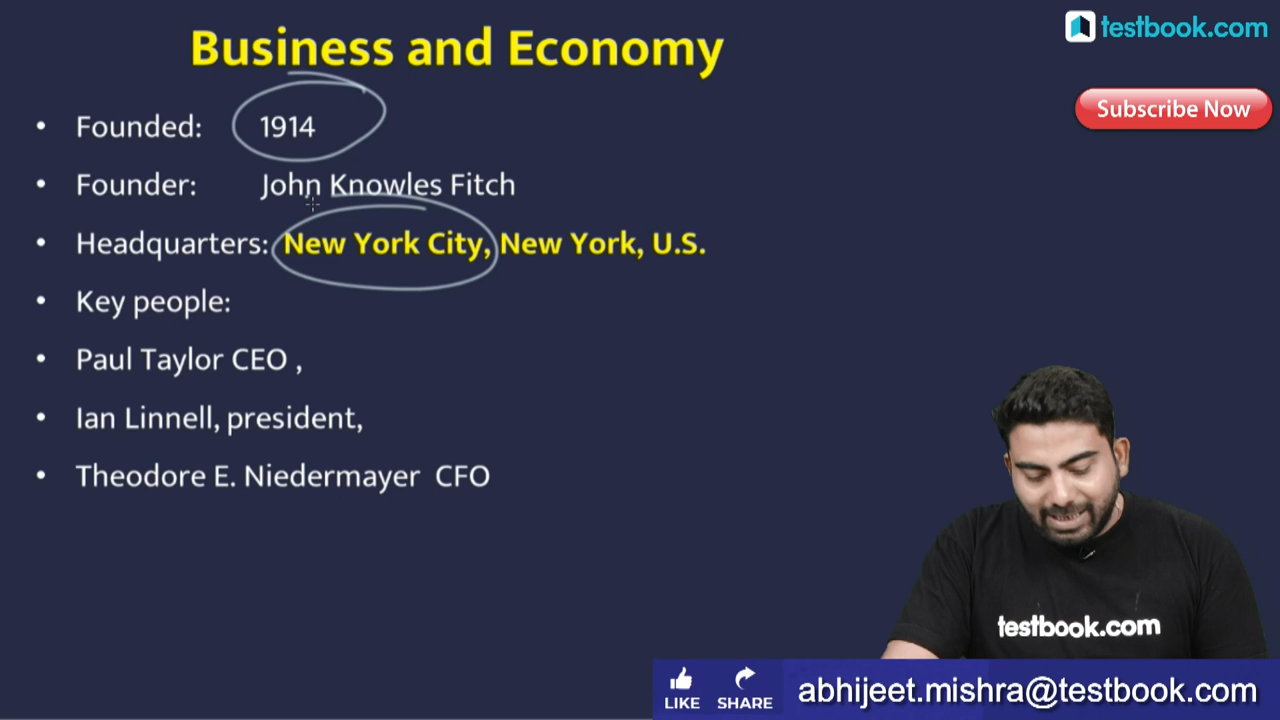 Business and Economy
testbook.com
Subscribe Now
• Founded: 1914
• Founder: John Knowles Fitch
• Headquarters: New York City, New York, U.S.
• Key people:
• Paul Taylor CEO ,
• Ian Linnell, president,
• Theodore E. Niedermayer CFO
testbook.com
LIKE SHARE abhijeet.mishra@testbook.com